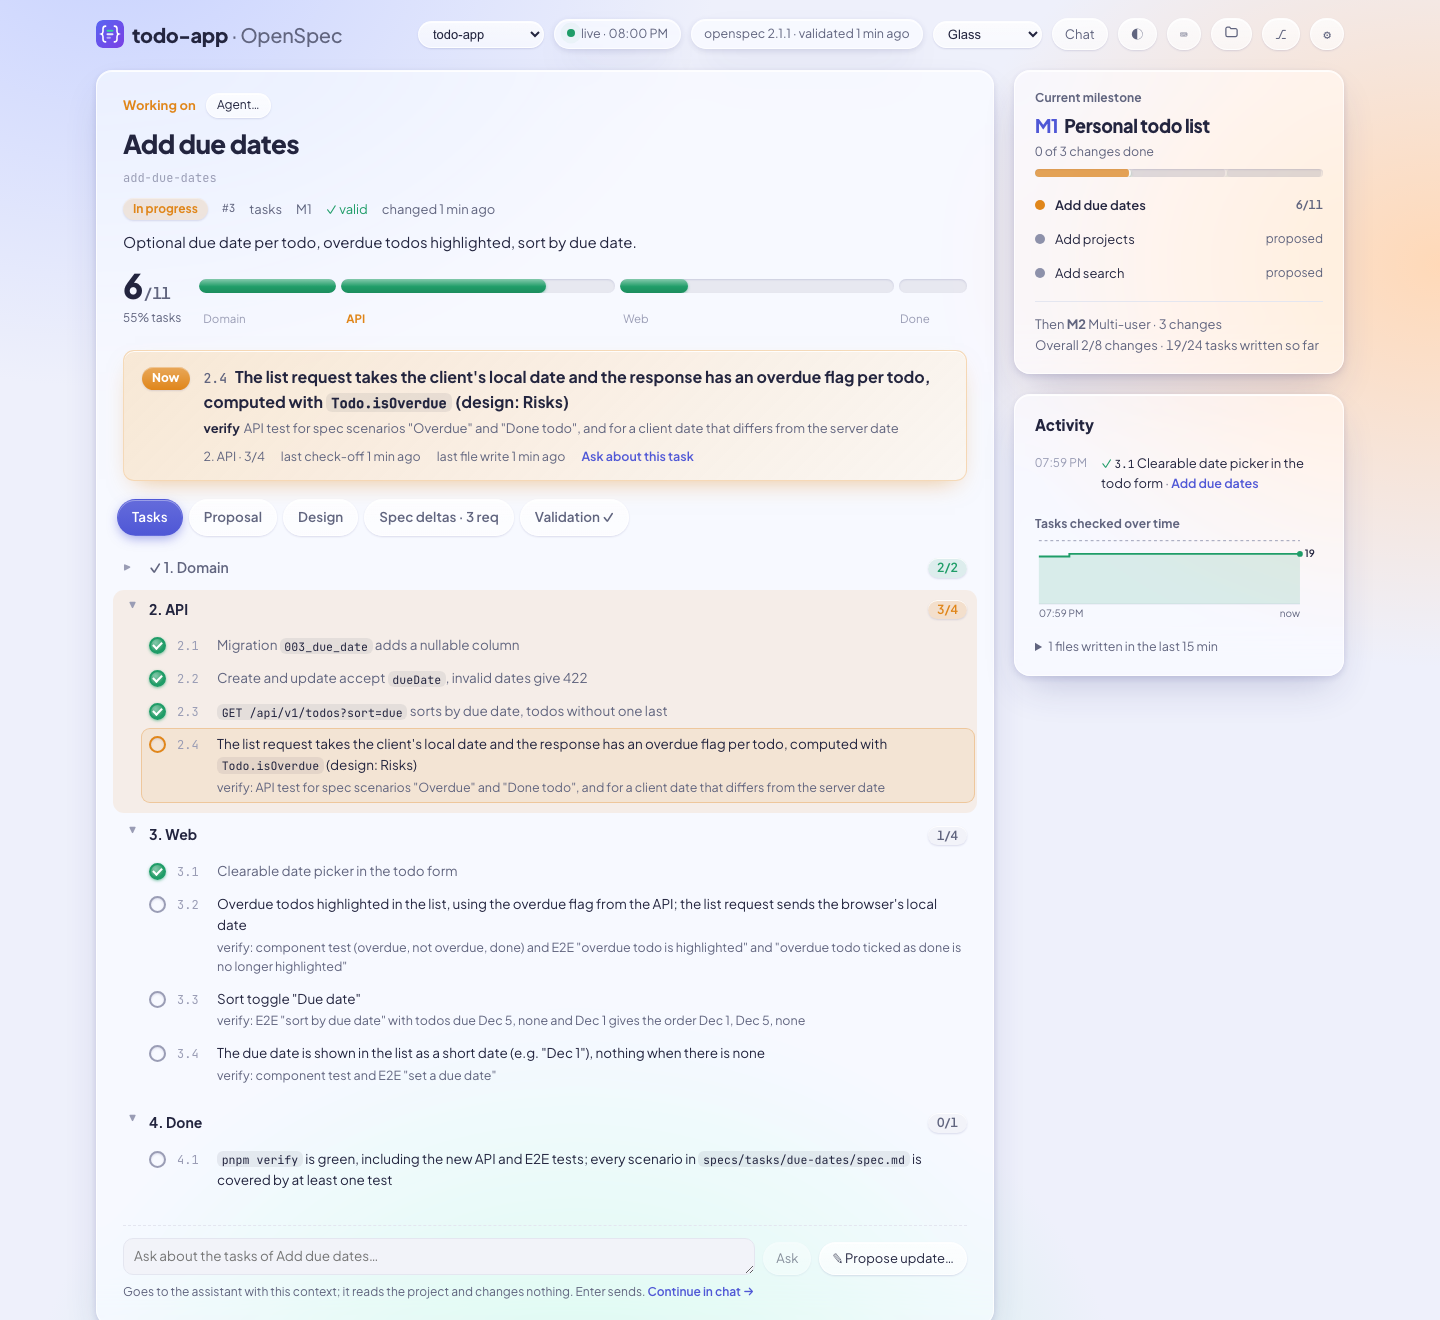 todo-app · OpenSpec
todo-app
live · 08:00 PM
openspec 2.1.1 · validated 1 min ago
Glass
Chat
Working on
Agent…
Add due dates
add-due-dates
In progress
#3
tasks
M1
✓ valid
changed 1 min ago
Optional due date per todo, overdue todos highlighted, sort by due date.
6/11
55% tasks
Domain
API
Web
Done
Now
2.4 The list request takes the client's local date and the response has an overdue flag per todo,
computed with Todo.isOverdue (design: Risks)
verify API test for spec scenarios "Overdue" and "Done todo", and for a client date that differs from the server date
2. API · 3/4
last check-off 1 min ago
last file write 1 min ago
Ask about this task
Tasks
Proposal
Design
Spec deltas · 3 req
Validation ✓
✓ 1. Domain
2/2
2. API
3/4
2.1 Migration 003_due_date adds a nullable column
2.2 Create and update accept dueDate, invalid dates give 422
2.3 GET /api/v1/todos?sort=due sorts by due date, todos without one last
2.4 The list request takes the client's local date and the response has an overdue flag per todo, computed with
Todo.isOverdue (design: Risks)
verify: API test for spec scenarios "Overdue" and "Done todo", and for a client date that differs from the server date
3. Web
1/4
3.1 Clearable date picker in the todo form
3.2 Overdue todos highlighted in the list, using the overdue flag from the API; the list request sends the browser's local
date
verify: component test (overdue, not overdue, done) and E2E "overdue todo is highlighted" and "overdue todo ticked as done is
no longer highlighted"
3.3 Sort toggle "Due date"
verify: E2E "sort by due date" with todos due Dec 5, none and Dec 1 gives the order Dec 1, Dec 5, none
3.4 The due date is shown in the list as a short date (e.g. "Dec 1"), nothing when there is none
verify: component test and E2E "set a due date"
4. Done
0/1
4.1 pnpm verify is green, including the new API and E2E tests; every scenario in specs/tasks/due-dates/spec.md is
covered by at least one test
Ask about the tasks of Add due dates…
Ask
✎ Propose update…
Goes to the assistant with this context; it reads the project and changes nothing. Enter sends. Continue in chat →
Current milestone
M1 Personal todo list
0 of 3 changes done
Add due dates
6/11
Add projects
proposed
Add search
proposed
Then M2 Multi-user · 3 changes
Overall 2/8 changes · 19/24 tasks written so far
Activity
07:59 PM
✓ 3.1 Clearable date picker in the
todo form · Add due dates
Tasks checked over time
19
07:59 PM
now
1 files written in the last 15 min